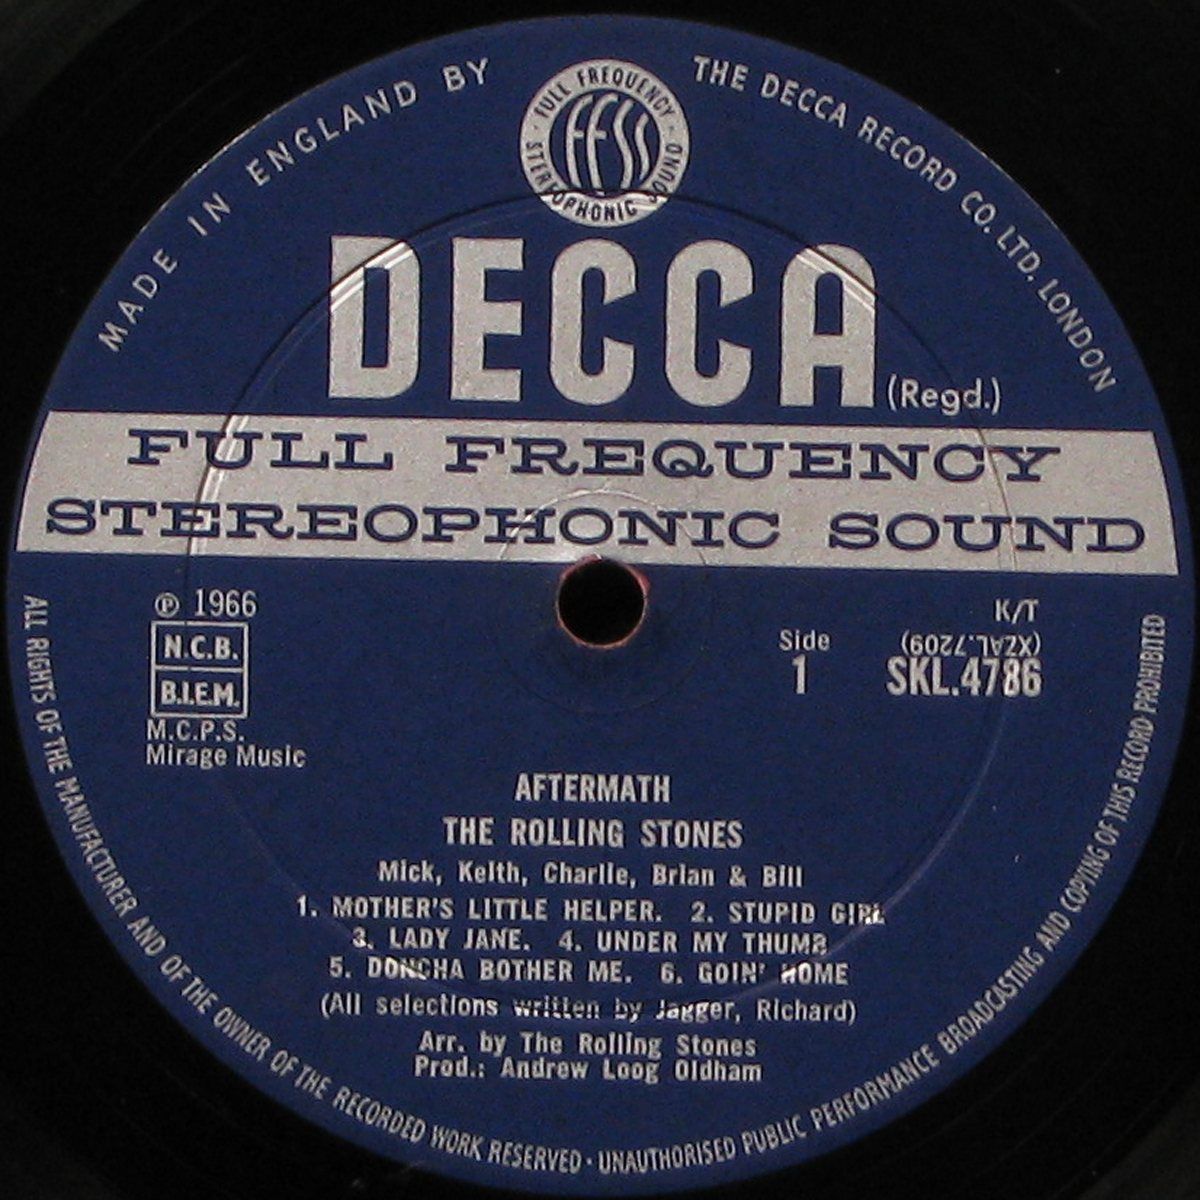 MADE IN ENGLAND BY
THE DECCA RECORD CO. LTD. LONDON
FULL FREQUENCY
FFSS
STEREOPHONIC SOUND
DECCA (Regd.)
FULL FREQUENCY
STEREOPHONIC SOUND
℗ 1966
N.C.B.
B.I.E.M.
M.C.P.S.
Mirage Music
K/T
Side
1
(XZAL.7209)
SKL.4786
AFTERMATH
THE ROLLING STONES
Mick, Keith, Charlie, Brian & Bill
1. MOTHER'S LITTLE HELPER. 2. STUPID GIRL
3. LADY JANE. 4. UNDER MY THUMB
5. DONCHA BOTHER ME. 6. GOIN' HOME
(All selections written by Jagger, Richard)
Arr. by The Rolling Stones
Prod.: Andrew Loog Oldham
ALL RIGHTS OF THE MANUFACTURER AND OF THE OWNER OF THE RECORDED WORK RESERVED · UNAUTHORISED PUBLIC PERFORMANCE BROADCASTING AND COPYING OF THIS RECORD PROHIBITED